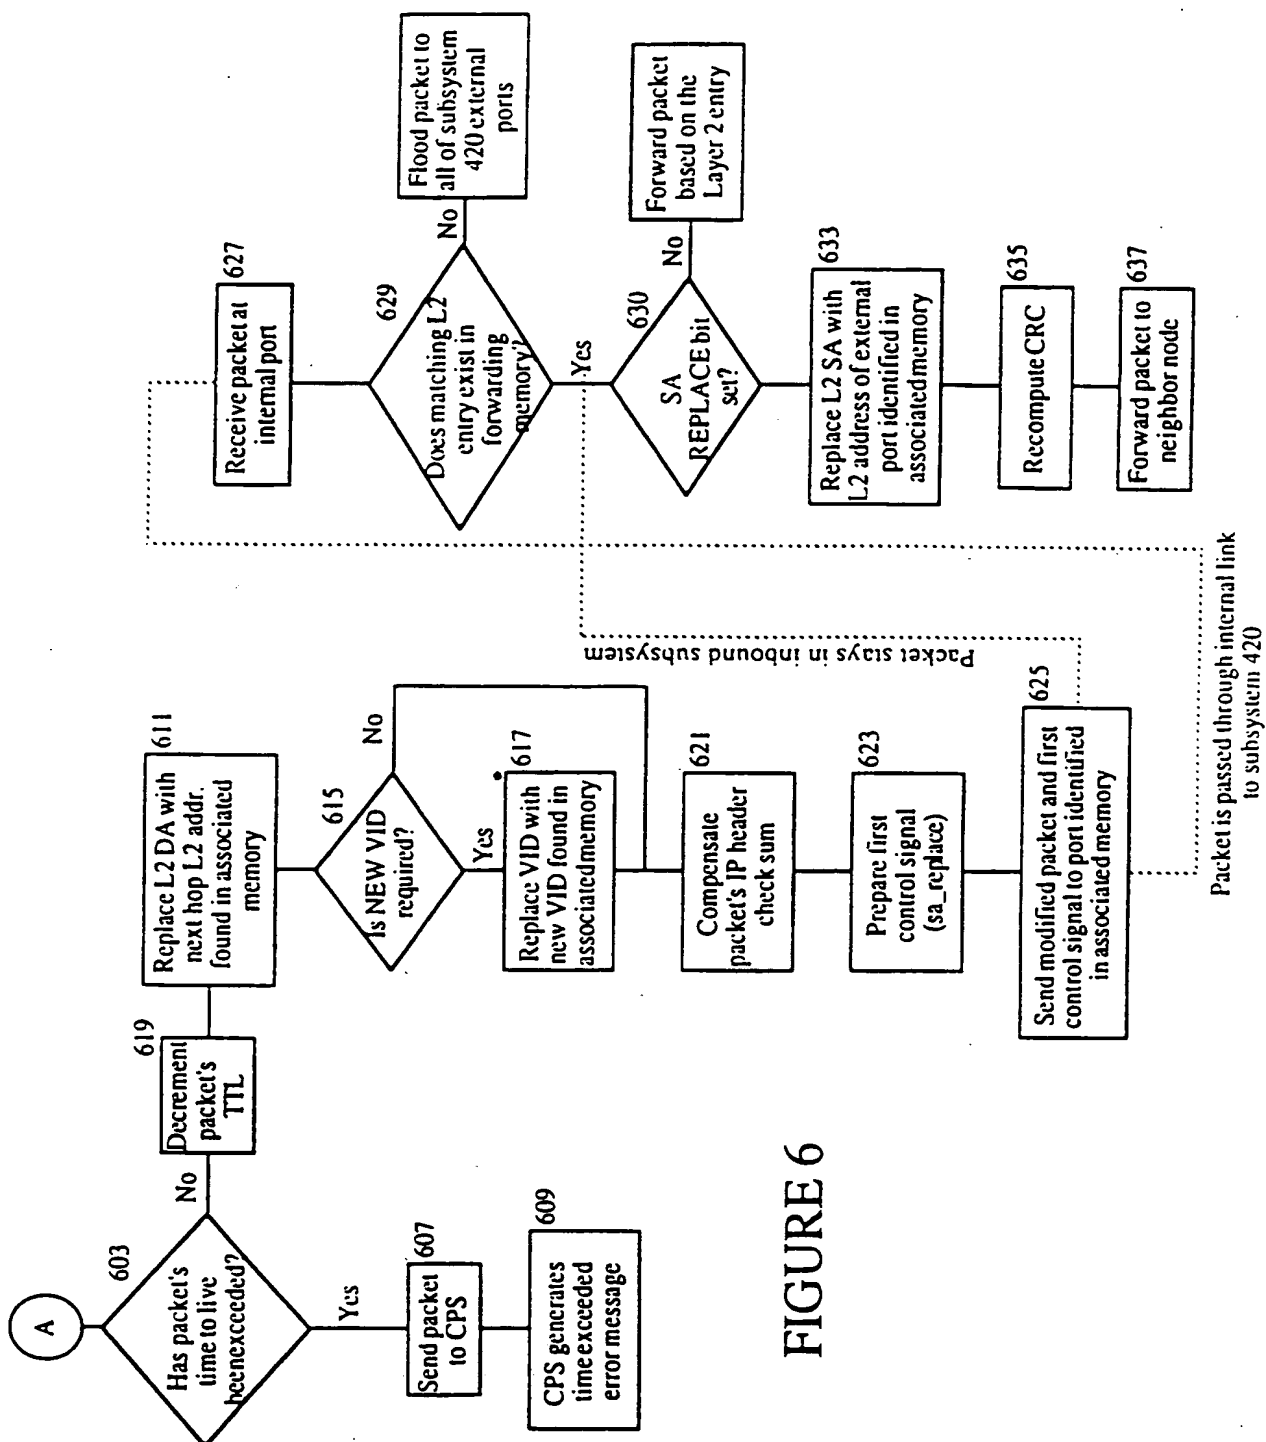 A
603
Has packet's
time to live
beenexceeded?
No
Yes
607
Send packet
to CPS
609
CPS generates
time exceeded
error message
619
Decrement
packet's
TTL
611
Replace L2 DA with
next hop L2 addr.
found in associated
memory
615
Is NEW VID
required?
No
Yes
617
Replace VID with
new VID found in
associatedmemory
621
Compensate
packet's IP header
check sum
623
Prepare first
control signal
(sa_replace)
625
Send modified packet and first
control signal to port identified
in associated memory
Packet stays in inbound subsystem
Packet is passed through internal link
to subsystem 420
627
Receive packet at
internal port
629
Does matching L2
entry exist in
forwarding
memory?
No
Flood packet to
all of subsystem
420 external
ports
Yes
630
SA
REPLACE bit
set?
No
Forward packet
based on the
Layer 2 entry
633
Replace L2 SA with
L2 address of external
port identified in
associatedmemory
635
Recompute CRC
637
Forward packet to
neighbor node
FIGURE 6